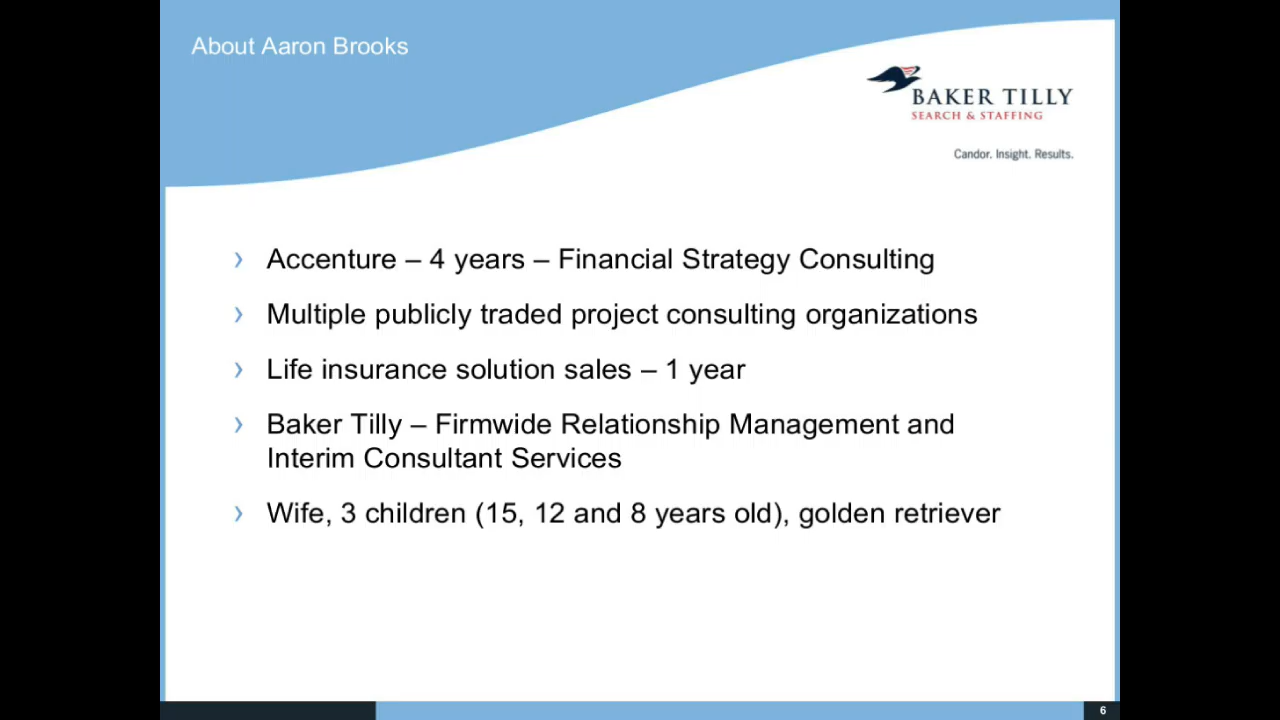 About Aaron Brooks
BAKER TILLY
SEARCH & STAFFING
Candor. Insight. Results.
› Accenture – 4 years – Financial Strategy Consulting
› Multiple publicly traded project consulting organizations
› Life insurance solution sales – 1 year
› Baker Tilly – Firmwide Relationship Management and
Interim Consultant Services
› Wife, 3 children (15, 12 and 8 years old), golden retriever
6